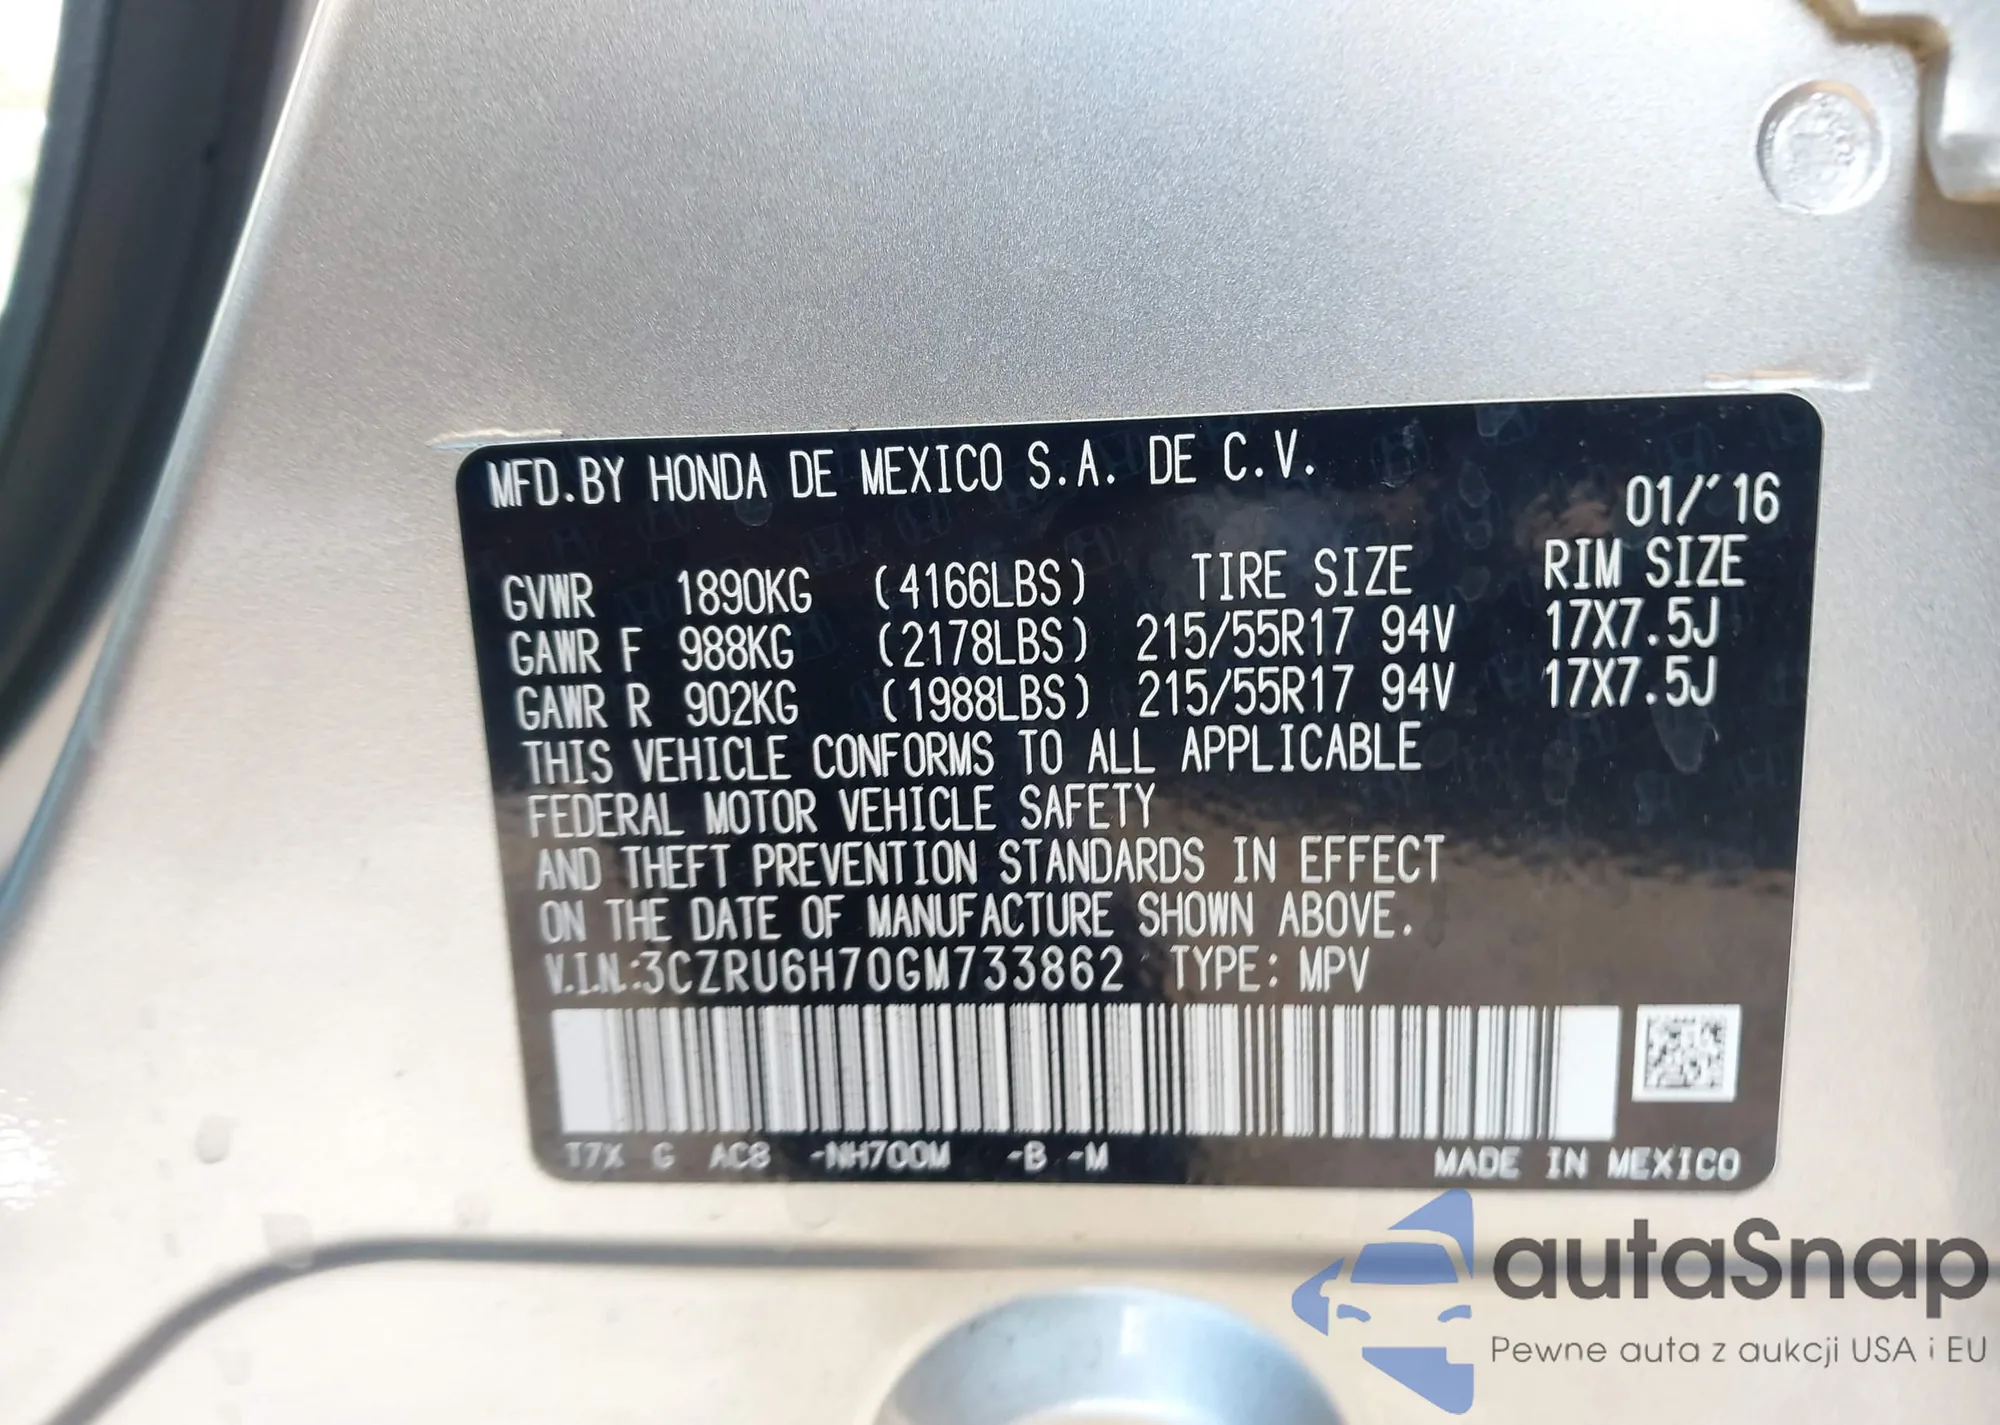 MFD.BY HONDA DE MEXICO S.A. DE C.V.
01/'16
GVWR 1890KG (4166LBS) TIRE SIZE RIM SIZE
GAWR F 988KG (2178LBS) 215/55R17 94V 17X7.5J
GAWR R 902KG (1988LBS) 215/55R17 94V 17X7.5J
THIS VEHICLE CONFORMS TO ALL APPLICABLE
FEDERAL MOTOR VEHICLE SAFETY
AND THEFT PREVENTION STANDARDS IN EFFECT
ON THE DATE OF MANUFACTURE SHOWN ABOVE.
V.I.N.:3CZRU6H70GM733862 TYPE: MPV
T7X G AC8 -NH700M -B -M MADE IN MEXICO
autaSnap
Pewne auta z aukcji USA i EU